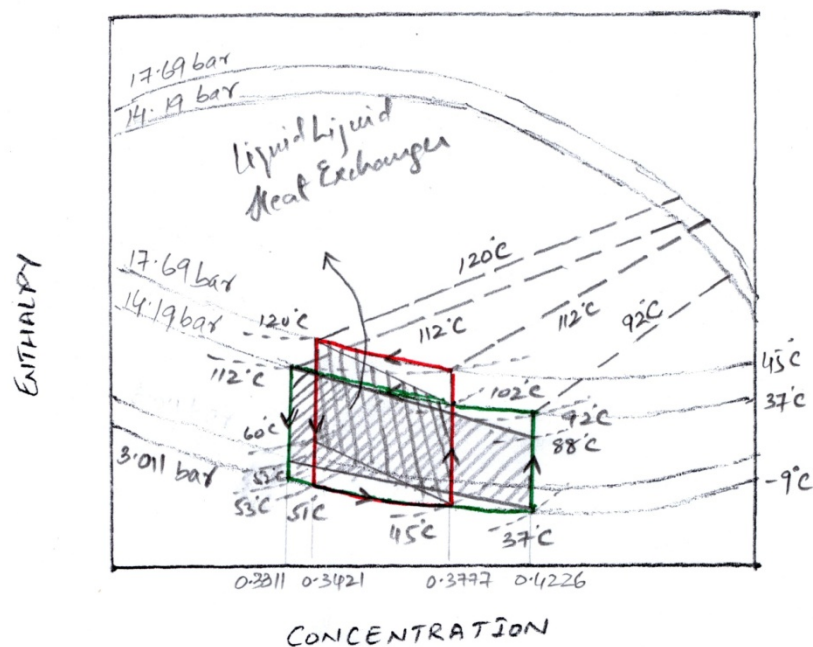 17.69 bar
14.19 bar
Liquid Liquid
Heat Exchanger
17.69 bar
14.19 bar
120°C
112°C
120°C
112°C
112°C
92°C
45°C
37°C
102°C
92°C
88°C
60°C
3.011 bar
52°C
53°C
51°C
45°C
37°C
-9°C
0.3311 0.3421 0.3777 0.4226
ENTHALPY
CONCENTRATION